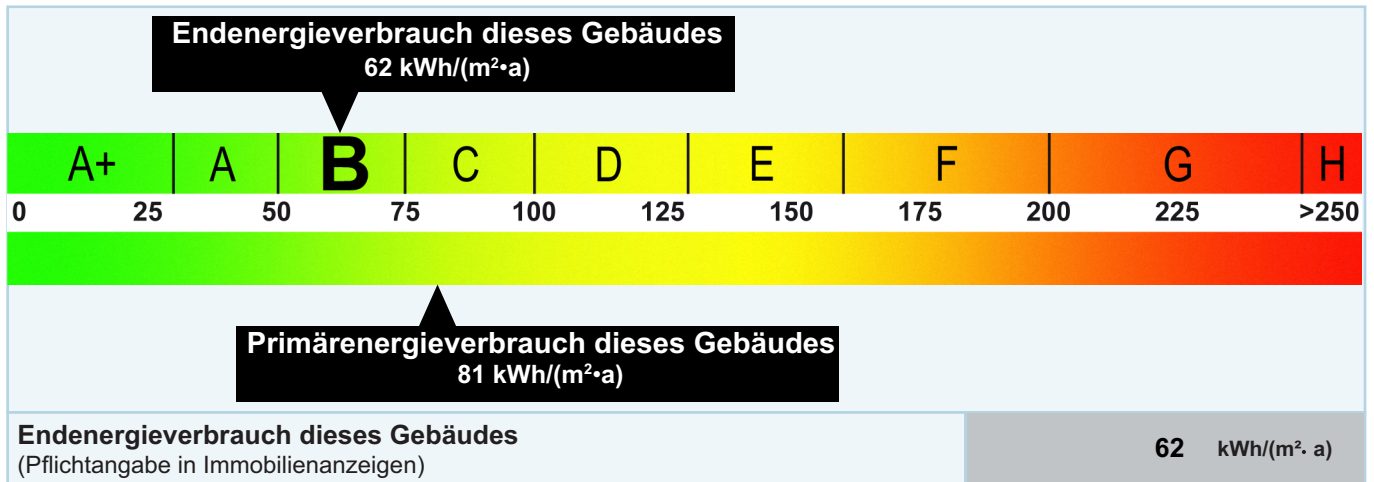 Endenergieverbrauch dieses Gebäudes
62 kWh/(m²•a)
A+ A B C D E F G H
0 25 50 75 100 125 150 175 200 225 >250
Primärenergieverbrauch dieses Gebäudes
81 kWh/(m²•a)
Endenergieverbrauch dieses Gebäudes
(Pflichtangabe in Immobilienanzeigen)
62 kWh/(m²· a)